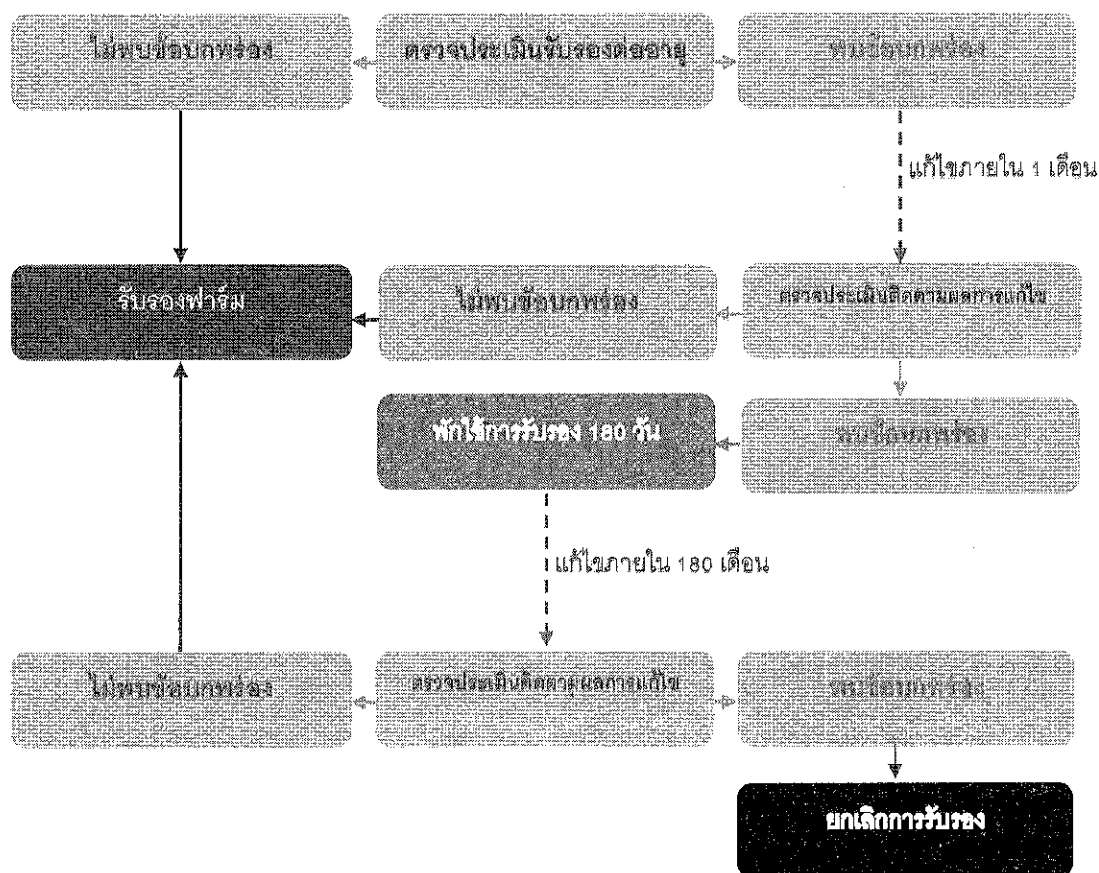 ไม่พบข้อบกพร่อง
ตรวจประเมินรับรองต่ออายุ
พบข้อบกพร่อง
แก้ไขภายใน 1 เดือน
รับรองฟาร์ม
ไม่พบข้อบกพร่อง
ตรวจประเมินติดตามผลการแก้ไข
พักใช้การรับรอง 180 วัน
พบข้อบกพร่อง
แก้ไขภายใน 180 เดือน
ไม่พบข้อบกพร่อง
ตรวจประเมินติดตามผลการแก้ไข
พบข้อบกพร่อง
ยกเลิกการรับรอง